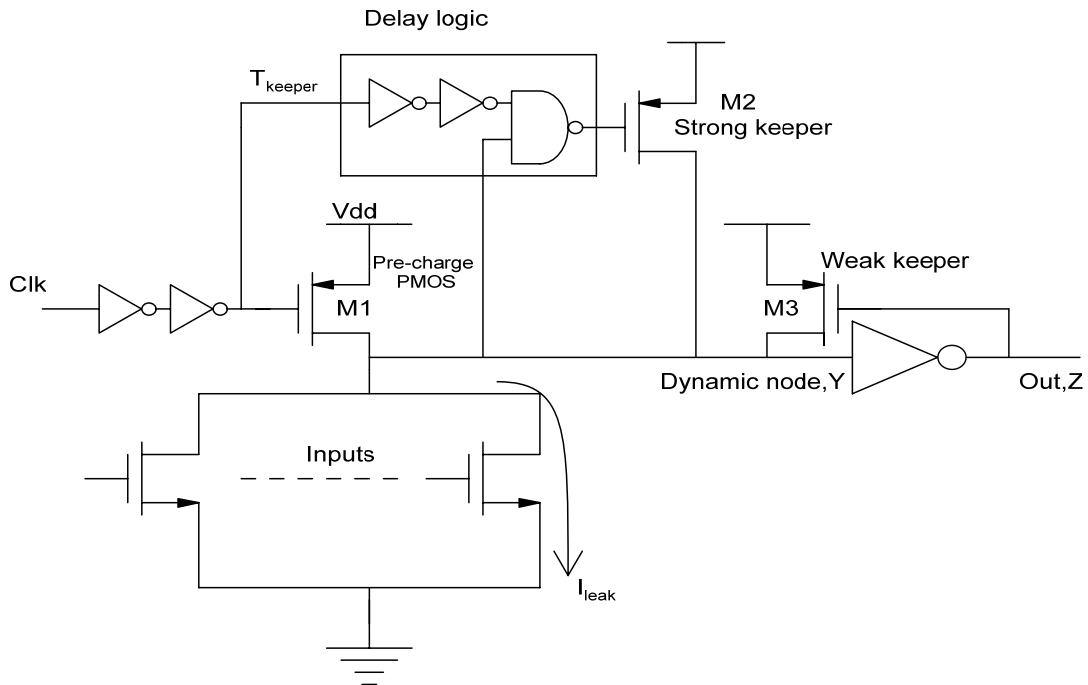 Delay logic
Tkeeper
M2
Strong keeper
Vdd
Pre-charge
PMOS
Weak keeper
Clk
M1
M3
Dynamic node,Y
Out,Z
Inputs
Ileak